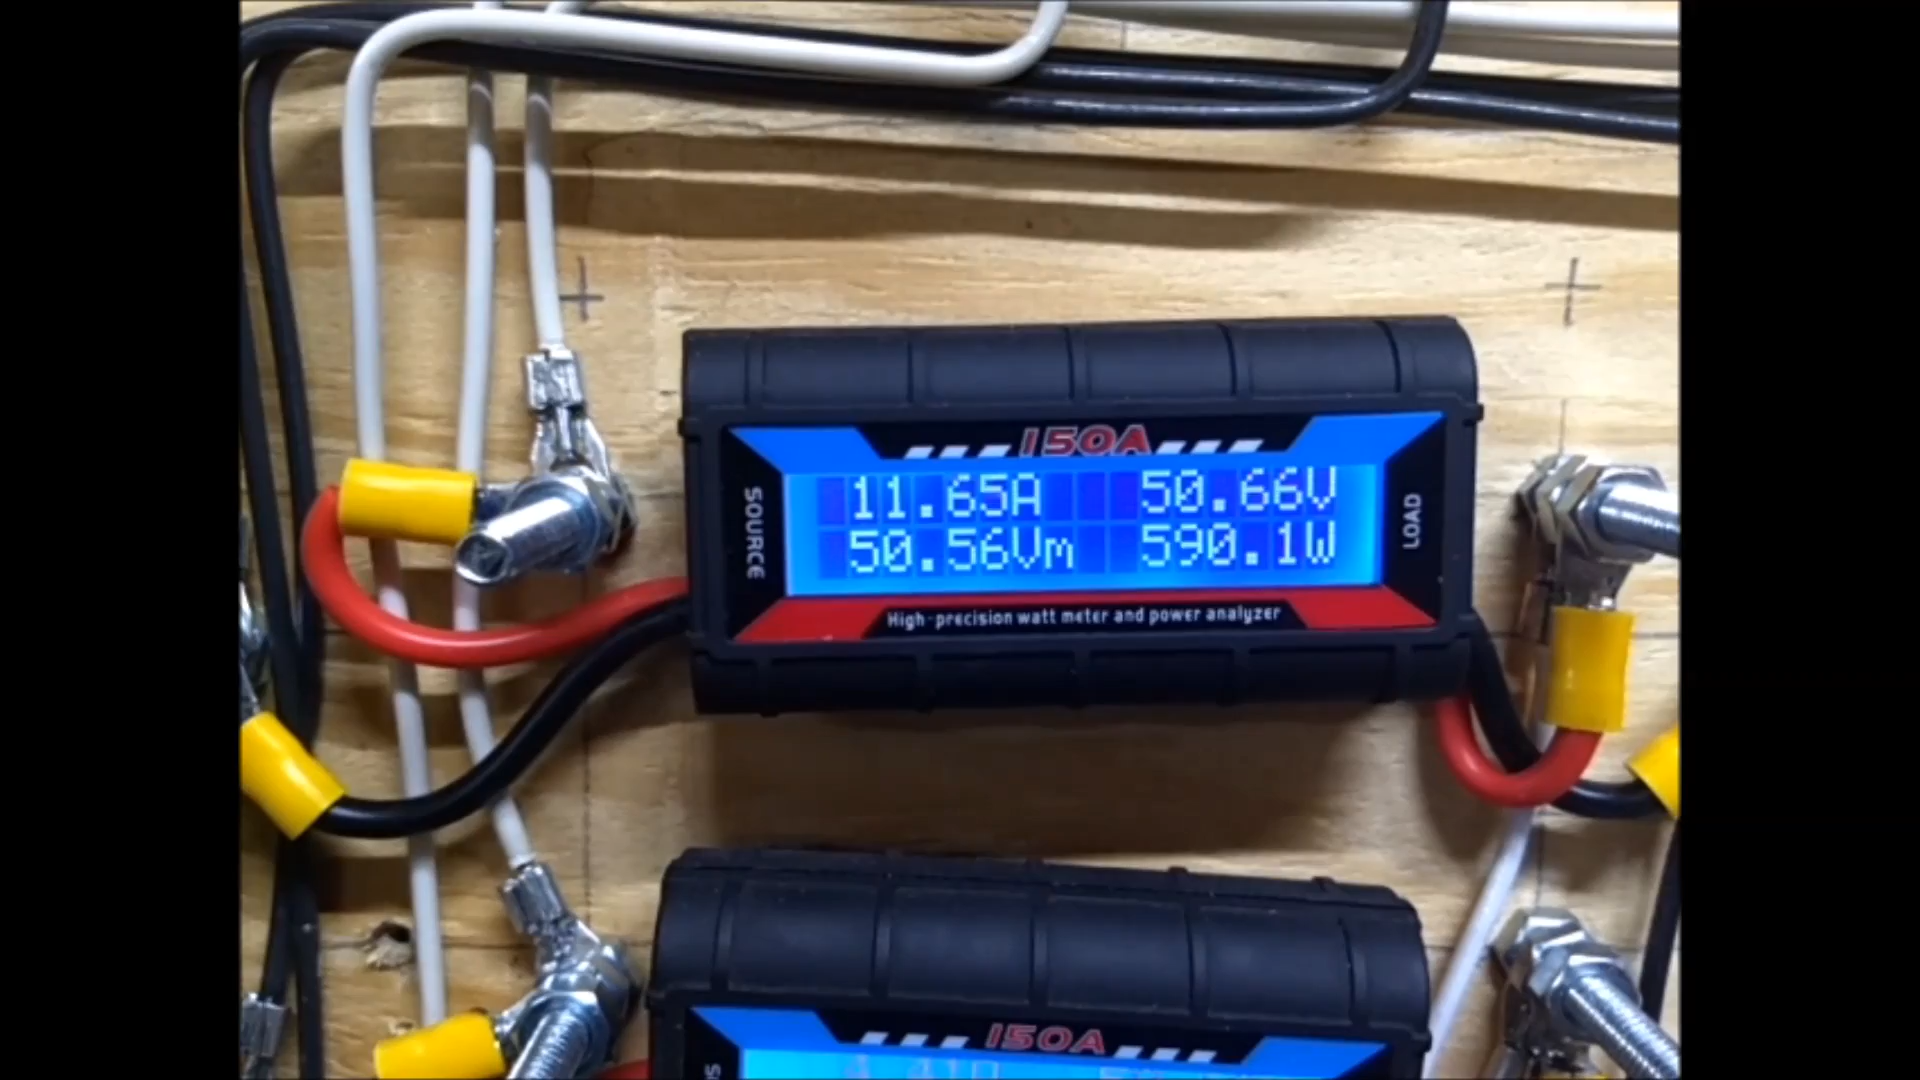 150A
SOURCE
11.65A 50.66V
50.56Vm 590.1W
LOAD
High-precision watt meter and power analyzer
150A